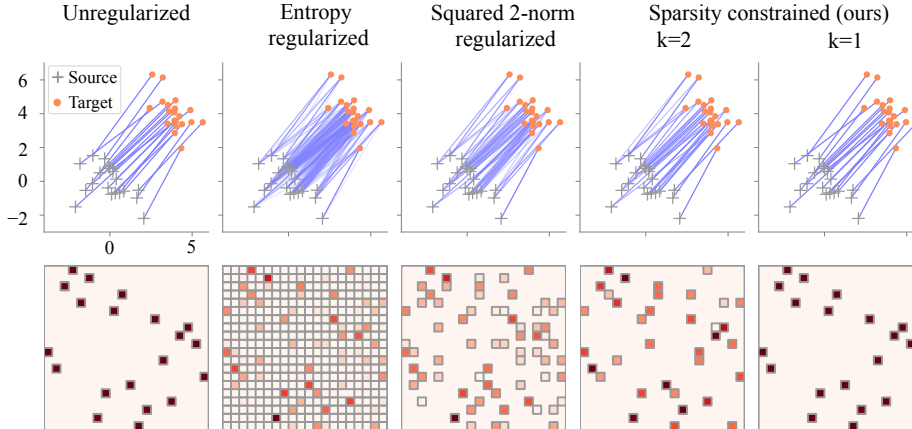 Unregularized
Entropy
regularized
Squared 2-norm
regularized
Sparsity constrained (ours)
k=2
k=1
Source
Target
6
4
2
0
−2
0
5